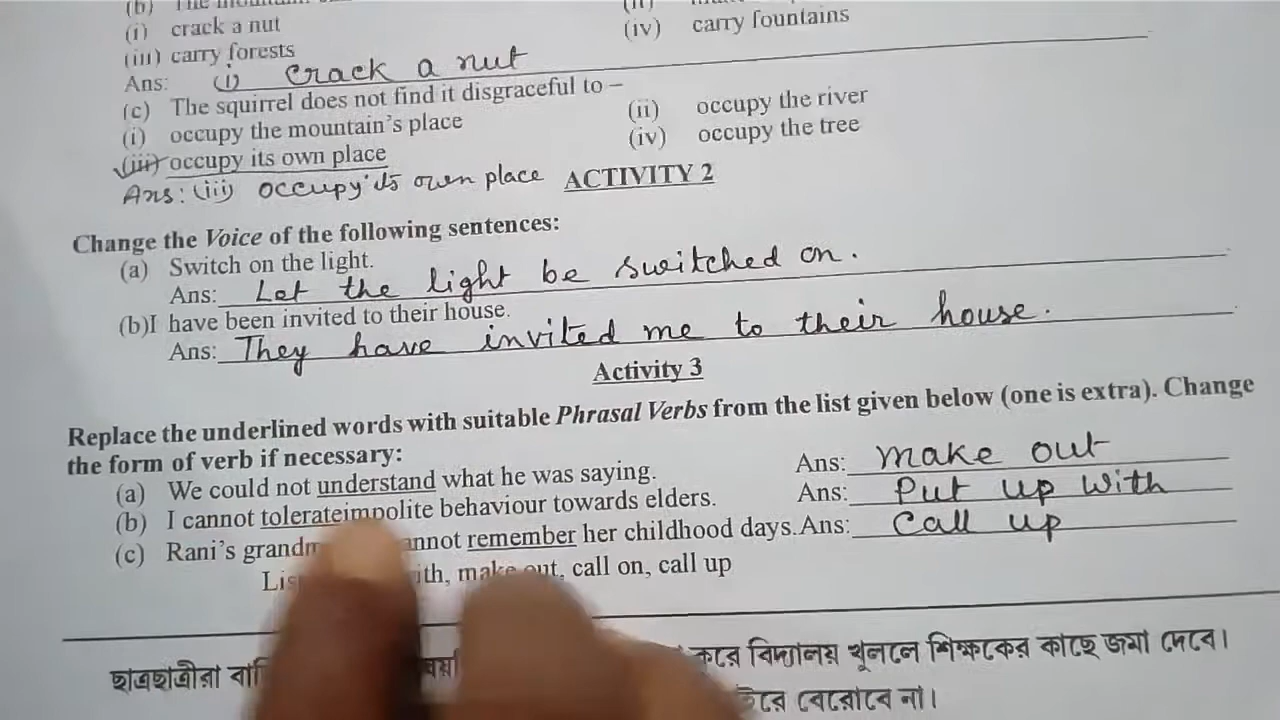 (b) The
(i) crack a nut
(iii) carry forests
(iv) carry fountains
Ans: (i) crack a nut
(c) The squirrel does not find it disgraceful to –
(i) occupy the mountain's place
(ii) occupy the river
(iii) occupy its own place
(iv) occupy the tree
Ans: (iii) occupy its own place ACTIVITY 2
Change the Voice of the following sentences:
(a) Switch on the light.
Ans: Let the light be switched on.
(b)I have been invited to their house.
Ans: They have invited me to their house.
Activity 3
Replace the underlined words with suitable Phrasal Verbs from the list given below (one is extra). Change
the form of verb if necessary:
(a) We could not understand what he was saying. Ans: make out
(b) I cannot tolerateimpolite behaviour towards elders. Ans: Put up with
(c) Rani's remember her childhood days.Ans: Call up
make out, call on, call up
ছাত্রছাত্রীরা করে বিদ্যালয় খুললে শিক্ষকের কাছে জমা দেবে।
বেরোবে না।